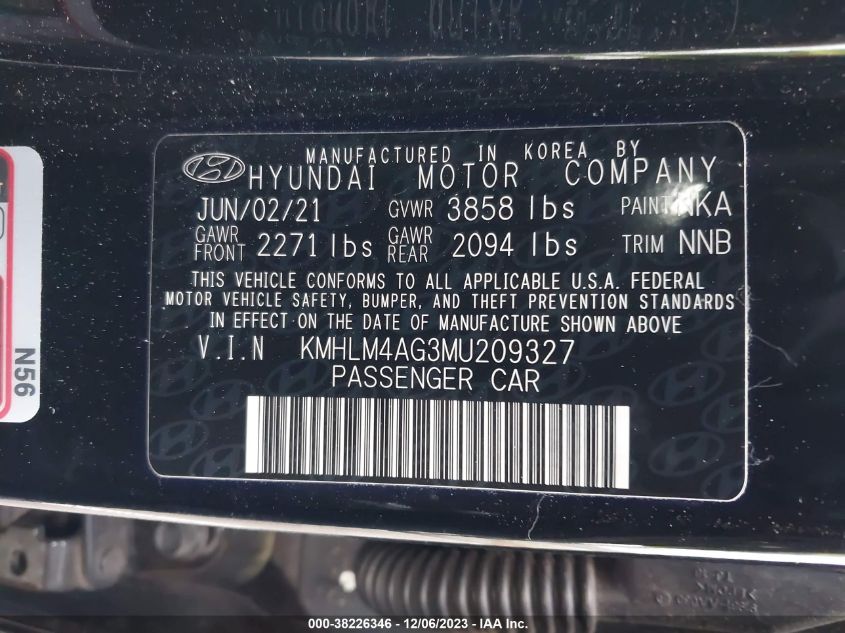 MANUFACTURED IN KOREA BY
HYUNDAI MOTOR COMPANY
JUN/02/21 GVWR 3858 lbs PAINT NKA
GAWR FRONT 2271 lbs GAWR REAR 2094 lbs TRIM NNB
THIS VEHICLE CONFORMS TO ALL APPLICABLE U.S.A. FEDERAL
MOTOR VEHICLE SAFETY, BUMPER, AND THEFT PREVENTION STANDARDS
IN EFFECT ON THE DATE OF MANUFACTURE SHOWN ABOVE
V.I.N KMHLM4AG3MU209327
PASSENGER CAR
N56
000-38226346 - 12/06/2023 - © IAA Inc.